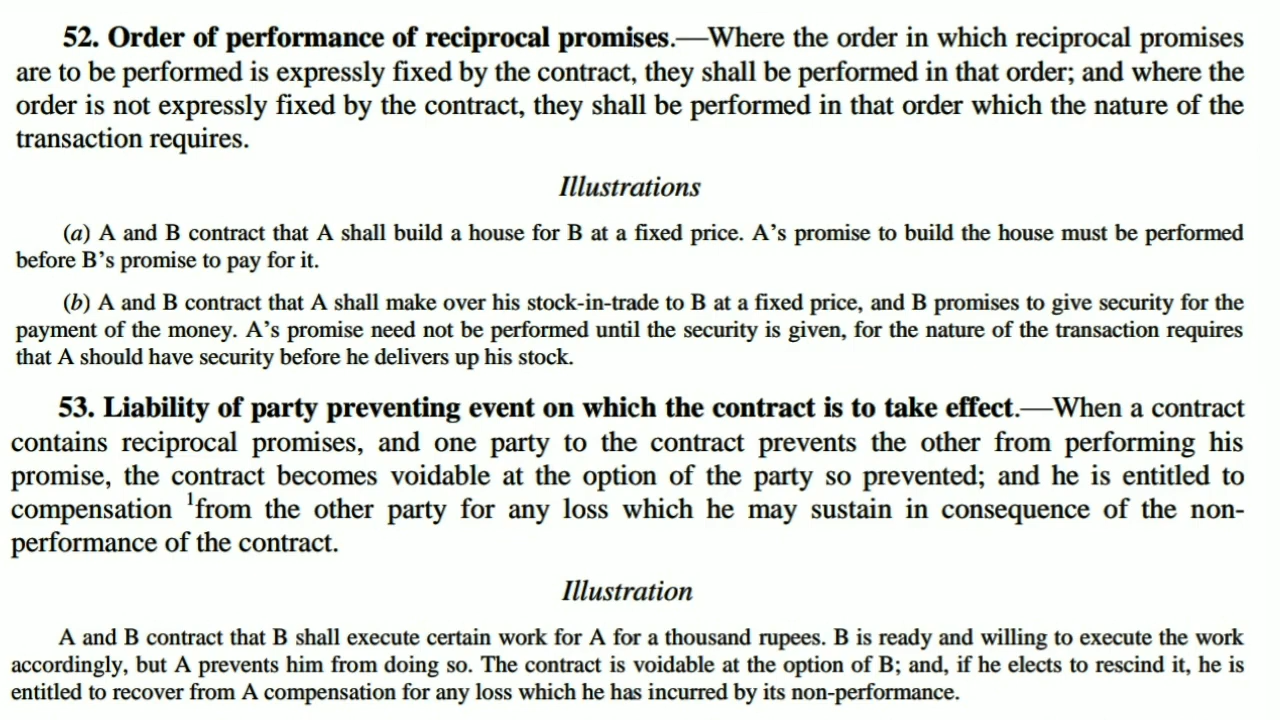 52. Order of performance of reciprocal promises.—Where the order in which reciprocal promises
are to be performed is expressly fixed by the contract, they shall be performed in that order; and where the
order is not expressly fixed by the contract, they shall be performed in that order which the nature of the
transaction requires.
Illustrations
(a) A and B contract that A shall build a house for B at a fixed price. A’s promise to build the house must be performed
before B’s promise to pay for it.
(b) A and B contract that A shall make over his stock-in-trade to B at a fixed price, and B promises to give security for the
payment of the money. A’s promise need not be performed until the security is given, for the nature of the transaction requires
that A should have security before he delivers up his stock.
53. Liability of party preventing event on which the contract is to take effect.—When a contract
contains reciprocal promises, and one party to the contract prevents the other from performing his
promise, the contract becomes voidable at the option of the party so prevented; and he is entitled to
compensation ¹from the other party for any loss which he may sustain in consequence of the non-
performance of the contract.
Illustration
A and B contract that B shall execute certain work for A for a thousand rupees. B is ready and willing to execute the work
accordingly, but A prevents him from doing so. The contract is voidable at the option of B; and, if he elects to rescind it, he is
entitled to recover from A compensation for any loss which he has incurred by its non-performance.